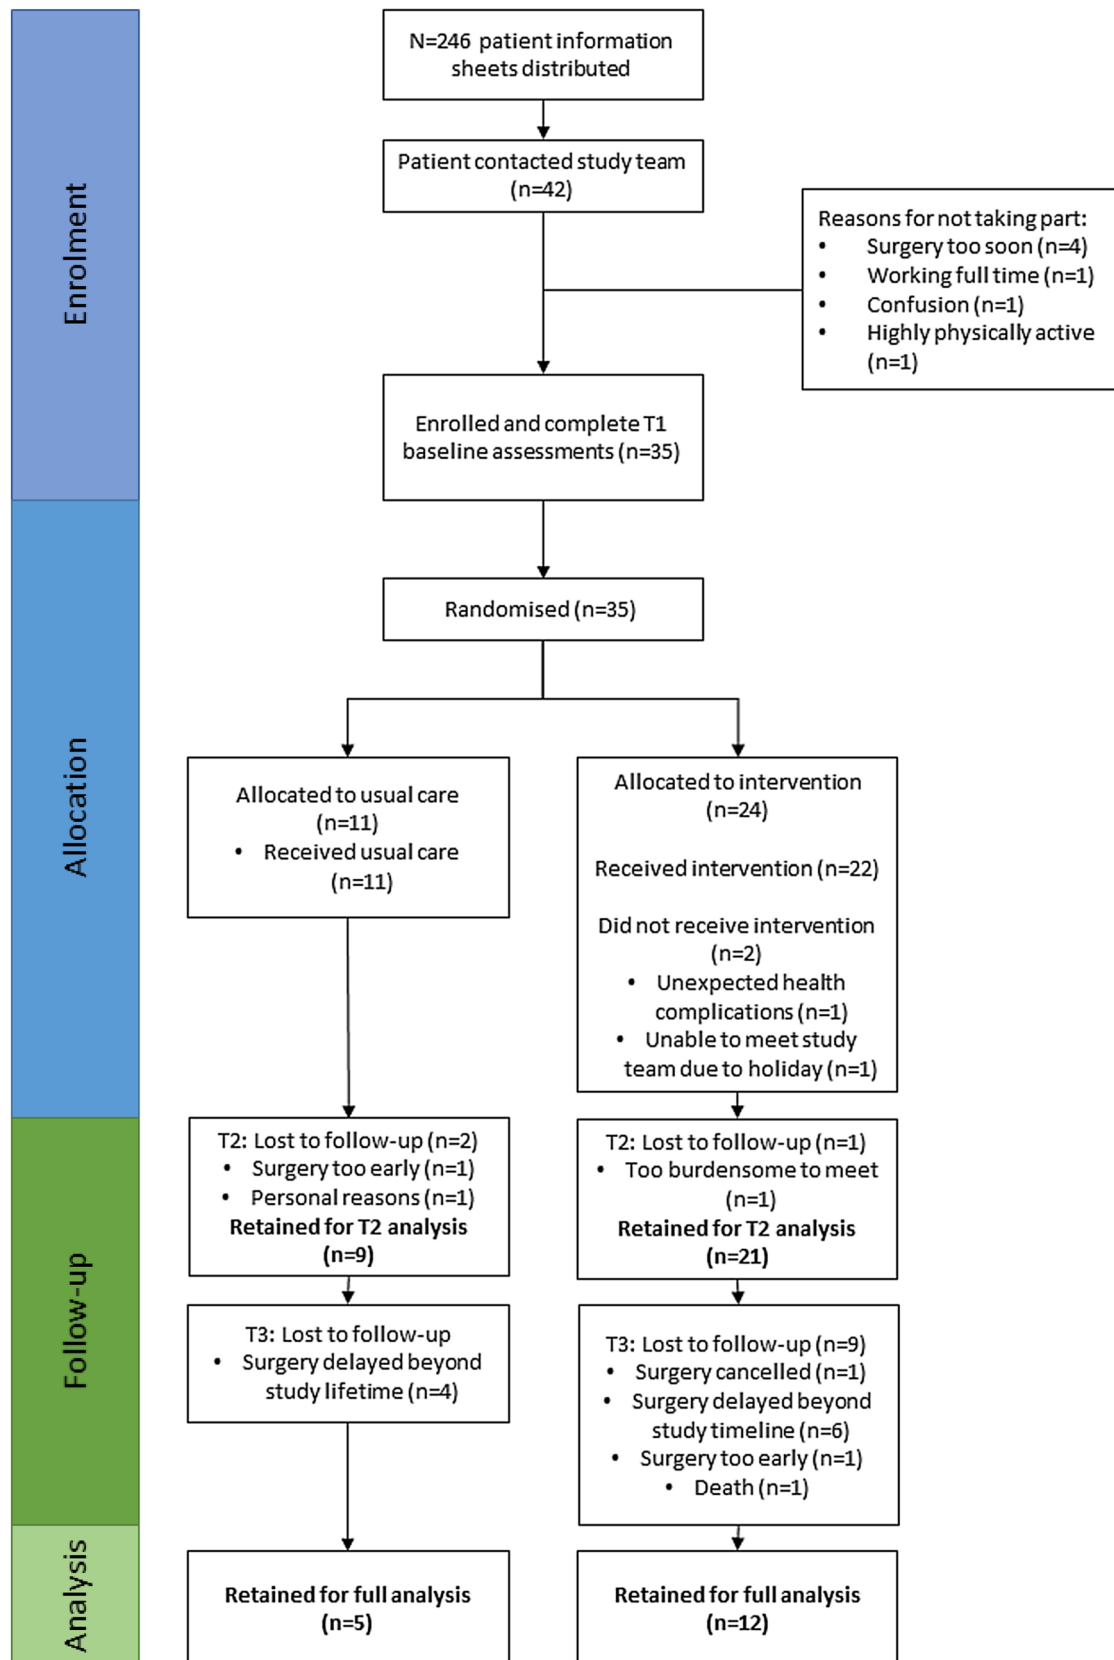 Enrolment
N=246 patient information
sheets distributed
Patient contacted study team
(n=42)
Reasons for not taking part:
• Surgery too soon (n=4)
• Working full time (n=1)
• Confusion (n=1)
• Highly physically active
(n=1)
Enrolled and complete T1
baseline assessments (n=35)
Allocation
Randomised (n=35)
Allocated to usual care
(n=11)
• Received usual care
(n=11)
Allocated to intervention
(n=24)
Received intervention (n=22)
Did not receive intervention
(n=2)
• Unexpected health
complications (n=1)
• Unable to meet study
team due to holiday (n=1)
Follow-up
T2: Lost to follow-up (n=2)
• Surgery too early (n=1)
• Personal reasons (n=1)
Retained for T2 analysis
(n=9)
T2: Lost to follow-up (n=1)
• Too burdensome to meet
(n=1)
Retained for T2 analysis
(n=21)
T3: Lost to follow-up
• Surgery delayed beyond
study lifetime (n=4)
T3: Lost to follow-up (n=9)
• Surgery cancelled (n=1)
• Surgery delayed beyond
study timeline (n=6)
• Surgery too early (n=1)
• Death (n=1)
Analysis
Retained for full analysis
(n=5)
Retained for full analysis
(n=12)